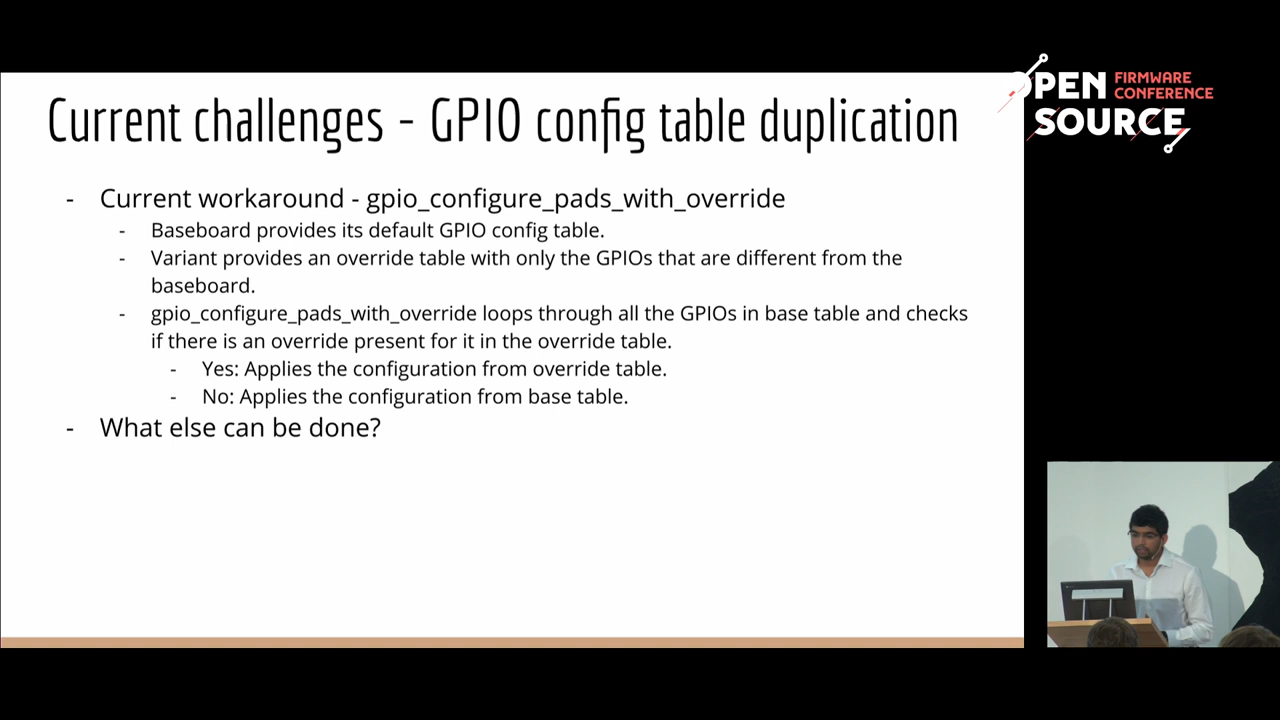 Current challenges - GPIO config table duplication
- Current workaround - gpio_configure_pads_with_override
- Baseboard provides its default GPIO config table.
- Variant provides an override table with only the GPIOs that are different from the
baseboard.
- gpio_configure_pads_with_override loops through all the GPIOs in base table and checks
if there is an override present for it in the override table.
- Yes: Applies the configuration from override table.
- No: Applies the configuration from base table.
- What else can be done?
OPEN FIRMWARE
CONFERENCE
SOURCE